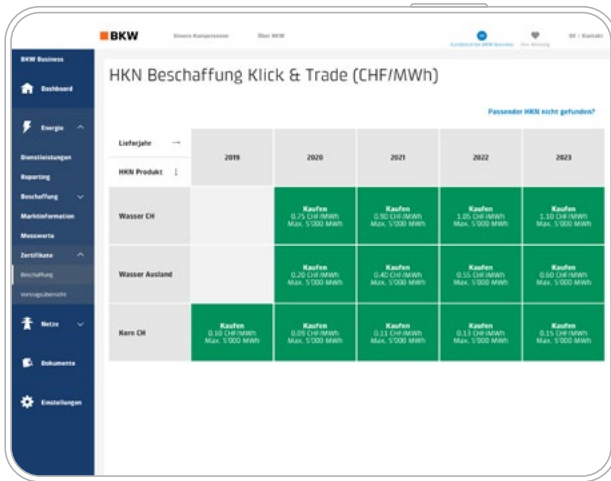 BKW
Unsere Kompetenzen
Über BKW
Kundencenter BKW Business
DE | Kontakt
BKW Business
Dashboard
Energie
Dienstleistungen
Reporting
Beschaffung
Marktinformation
Messwerte
Zertifikate
Beschaffung
Vertragsübersicht
Netze
Dokumente
Einstellungen
HKN Beschaffung Klick & Trade (CHF/MWh)
Passender HKN nicht gefunden?
Lieferjahr →
HKN Produkt ↓
2019 2020 2021 2022 2023
Wasser CH
Kaufen Kaufen Kaufen Kaufen
0.75 CHF/MWh 0.90 CHF/MWh 1.05 CHF/MWh 1.10 CHF/MWh
Max. 5'000 MWh Max. 5'000 MWh Max. 5'000 MWh Max. 5'000 MWh
Wasser Ausland
Kaufen Kaufen Kaufen Kaufen
0.20 CHF/MWh 0.40 CHF/MWh 0.55 CHF/MWh 0.60 CHF/MWh
Max. 5'000 MWh Max. 5'000 MWh Max. 5'000 MWh Max. 5'000 MWh
Kern CH
Kaufen Kaufen Kaufen Kaufen Kaufen
0.10 CHF/MWh 0.09 CHF/MWh 0.11 CHF/MWh 0.13 CHF/MWh 0.15 CHF/MWh
Max. 5'000 MWh Max. 5'000 MWh Max. 5'000 MWh Max. 5'000 MWh Max. 5'000 MWh